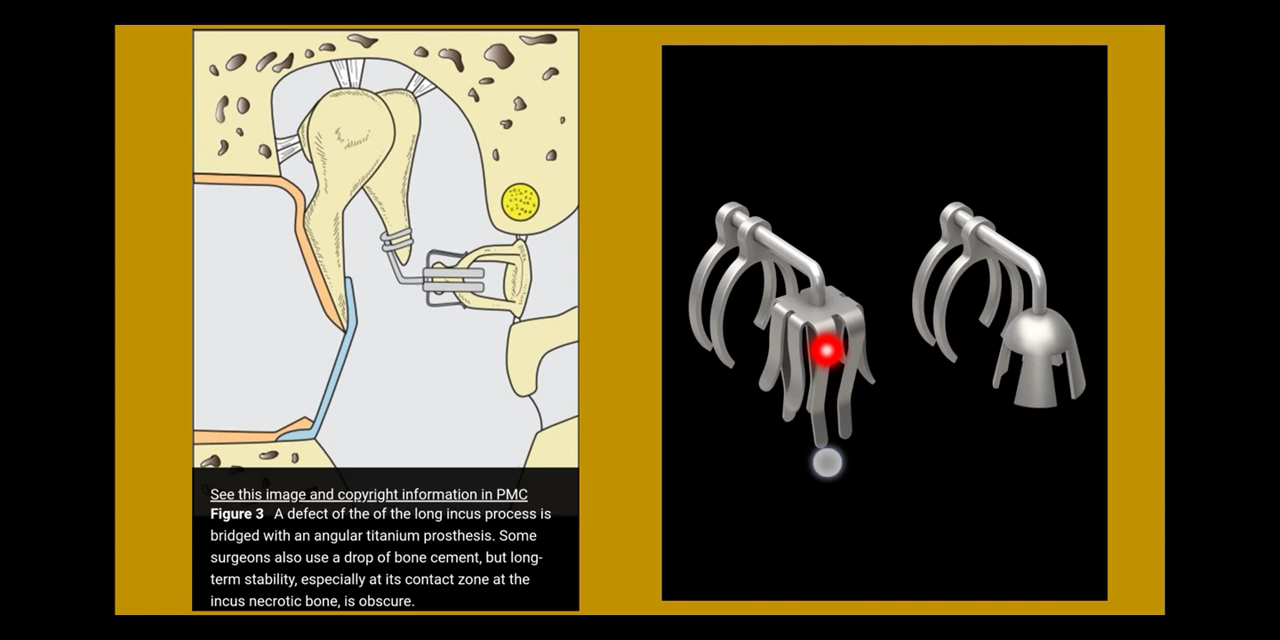 See this image and copyright information in PMC
Figure 3 A defect of the of the long incus process is
bridged with an angular titanium prosthesis. Some
surgeons also use a drop of bone cement, but long-
term stability, especially at its contact zone at the
incus necrotic bone, is obscure.